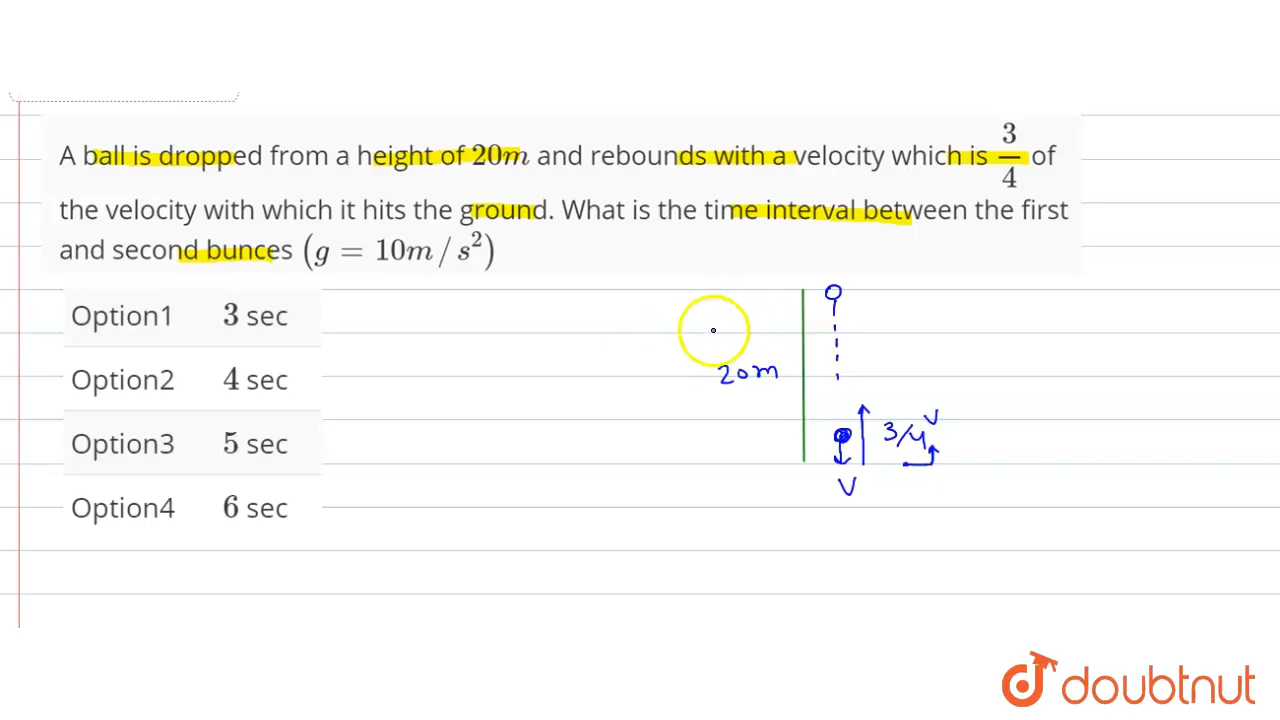 A ball is dropped from a height of 20m and rebounds with a velocity which is 3/4 of
the velocity with which it hits the ground. What is the time interval between the first
and second bunces (g = 10m/s²)
Option1 3 sec
Option2 4 sec
Option3 5 sec
Option4 6 sec
20m
3/4 V
V
doubtnut